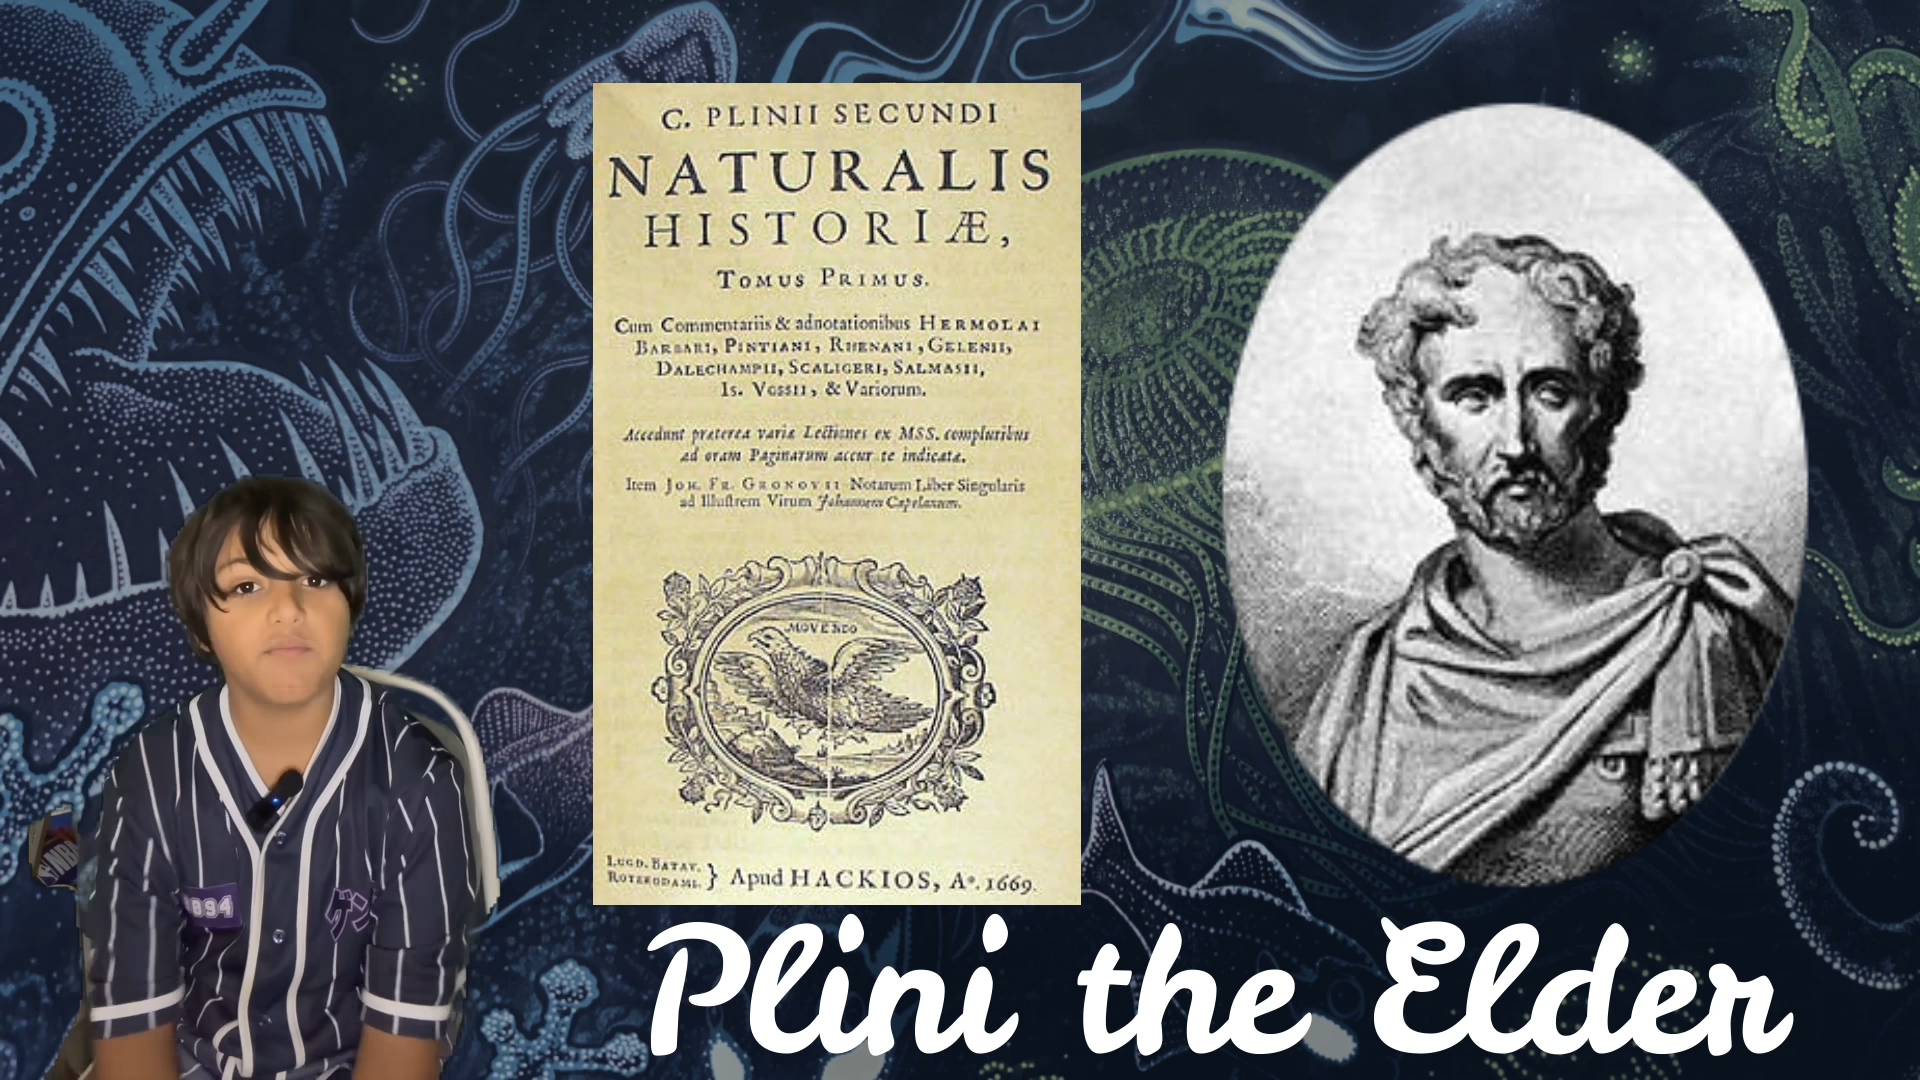 C. PLINII SECUNDI
NATURALIS
HISTORIÆ,
TOMUS PRIMUS.
Cum Commentariis & adnotationibus HERMOLAI
BARBARI, PINTIANI, RHENANI, GELENII,
DALECHAMPII, SCALIGERI, SALMASII,
Is. VOSSII, & Variorum.
Accedunt præterea variæ Lectiones ex MSS. compluribus
ad oram Paginarum accur te indicatæ.
Item JOH. FR. GRONOVII Notarum Liber Singularis
ad Illustrem Virum Johannem Capelanum.
MOVENDO
LUGD. BATAV.
ROTERODAMI.
} Apud HACKIOS, A°. 1669.
Plini the Elder
ゲン